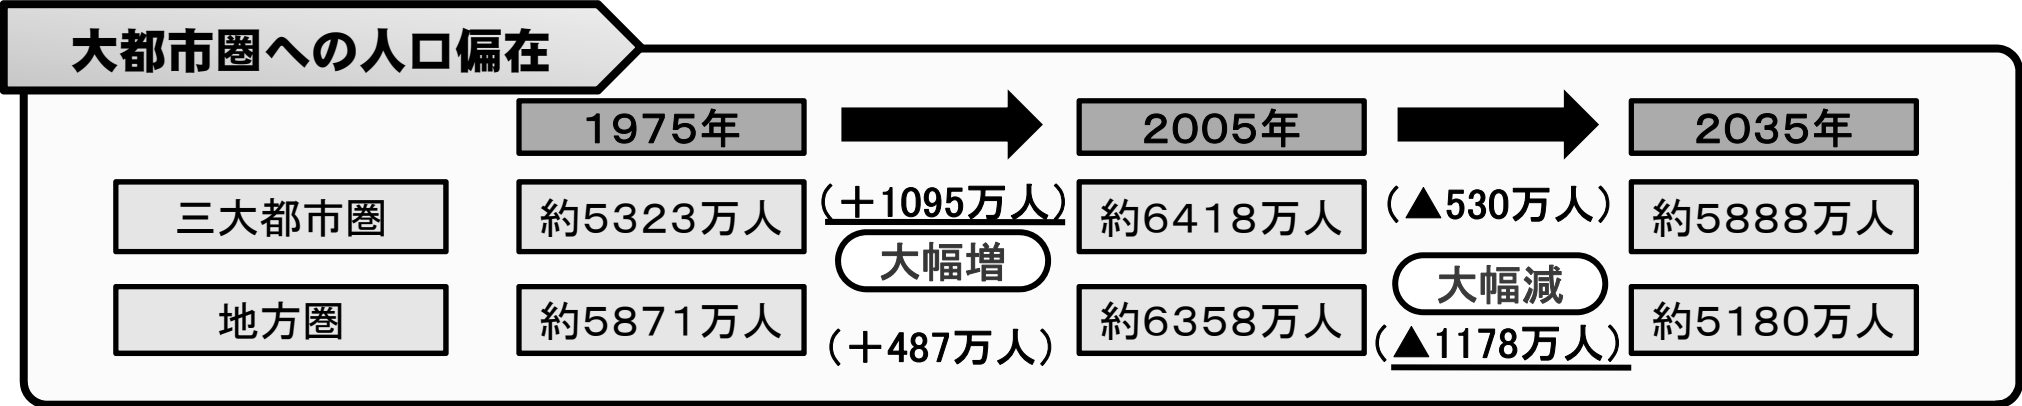 大都市圏への人口偏在
1975年 2005年 2035年
三大都市圏 約5323万人 (+1095万人) 約6418万人 (▲530万人) 約5888万人
大幅増 大幅減
地方圏 約5871万人 (+487万人) 約6358万人 (▲1178万人) 約5180万人